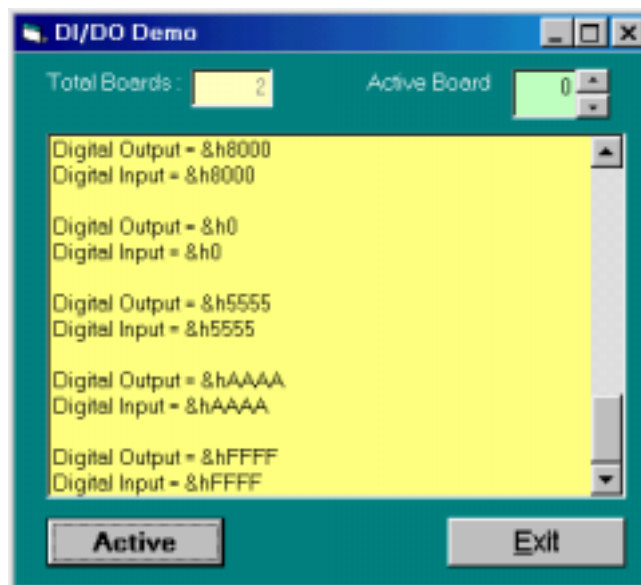 DI/DO Demo
Total Boards : 2 Active Board 0
Digital Output = &h8000
Digital Input = &h8000
Digital Output = &h0
Digital Input = &h0
Digital Output = &h5555
Digital Input = &h5555
Digital Output = &hAAAA
Digital Input = &hAAAA
Digital Output = &hFFFF
Digital Input = &hFFFF
Active Exit